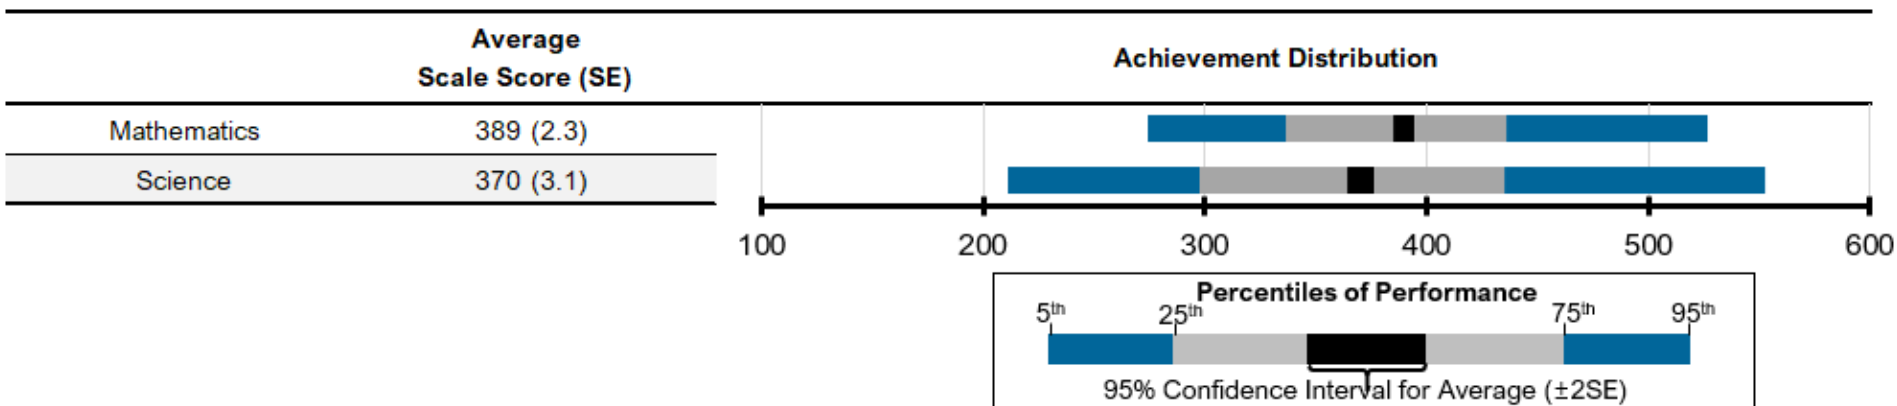 Average
Scale Score (SE)
Achievement Distribution
Mathematics 389 (2.3)
Science 370 (3.1)
100 200 300 400 500 600
Percentiles of Performance
5th 25th 75th 95th
95% Confidence Interval for Average (±2SE)